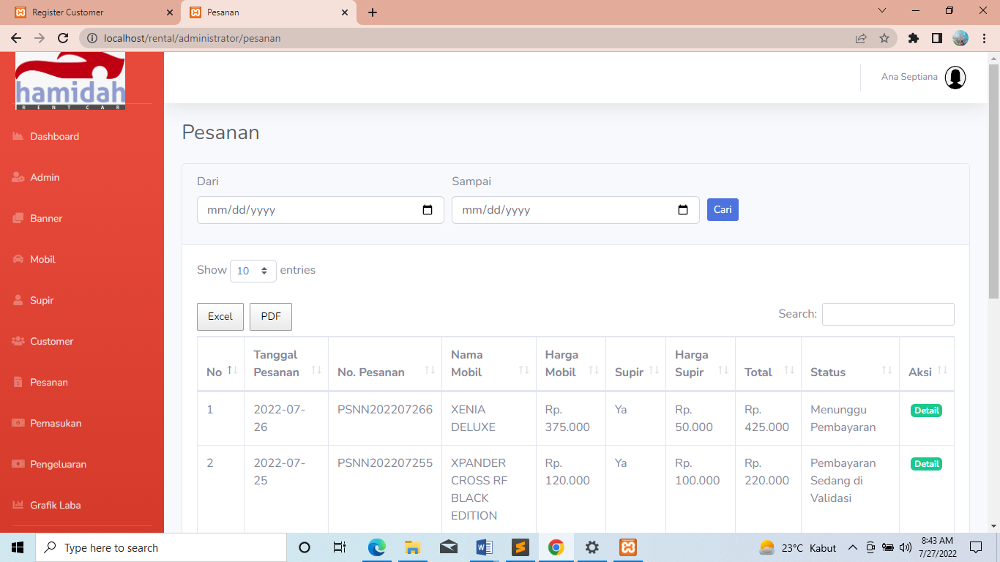 Register Customer
Pesanan
localhost/rental/administrator/pesanan
hamidah
RENTCAR
Ana Septiana
Dashboard
Admin
Banner
Mobil
Supir
Customer
Pesanan
Pemasukan
Pengeluaran
Grafik Laba
Pesanan
Dari Sampai
mm/dd/yyyy mm/dd/yyyy Cari
Show 10 entries
Excel PDF Search:
No Tanggal Pesanan No. Pesanan Nama Mobil Harga Mobil Supir Harga Supir Total Status Aksi
1 2022-07-26 PSNN202207266 XENIA DELUXE Rp. 375.000 Ya Rp. 50.000 Rp. 425.000 Menunggu Pembayaran Detail
2 2022-07-25 PSNN202207255 XPANDER CROSS RF BLACK EDITION Rp. 120.000 Ya Rp. 100.000 Rp. 220.000 Pembayaran Sedang di Validasi Detail
Type here to search
23°C Kabut
8:43 AM
7/27/2022